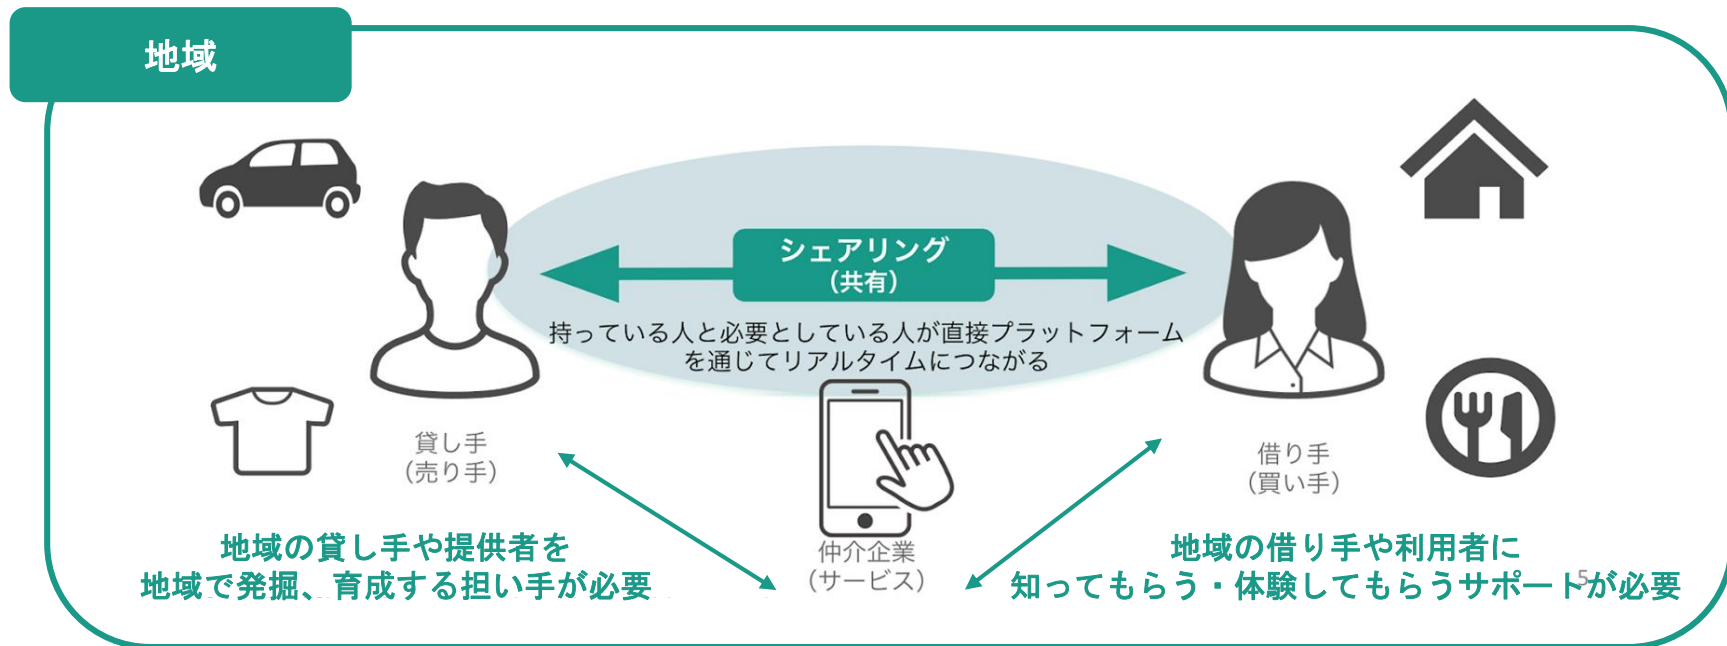 地域
シェアリング
（共有）
持っている人と必要としている人が直接プラットフォーム
を通じてリアルタイムにつながる
貸し手
（売り手）
借り手
（買い手）
仲介企業
（サービス）
地域の貸し手や提供者を
地域で発掘、育成する担い手が必要
地域の借り手や利用者に
知ってもらう・体験してもらうサポートが必要
5